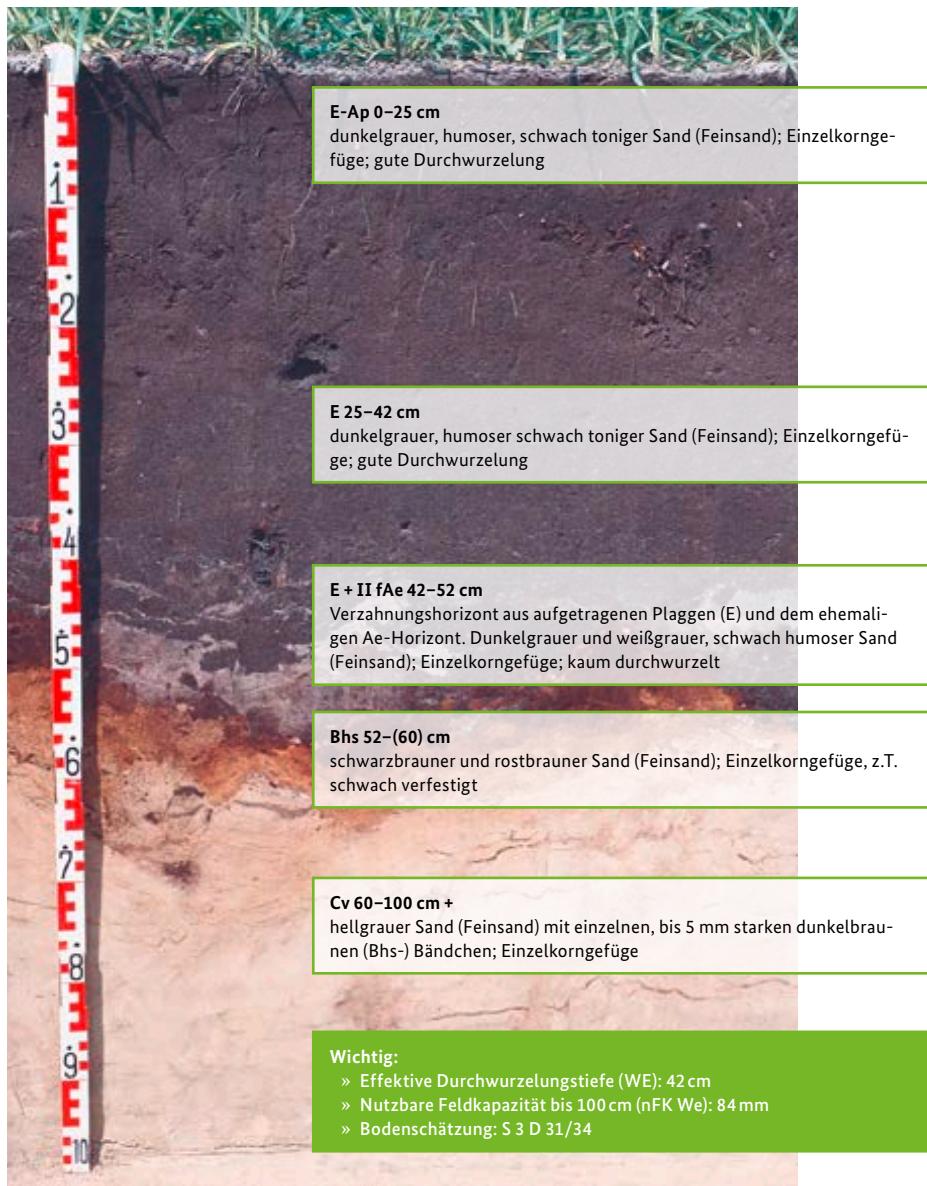 E-Ap 0–25 cm
dunkelgrauer, humoser, schwach toniger Sand (Feinsand); Einzelkornge-
füge; gute Durchwurzelung
1
2
E 25–42 cm
dunkelgrauer, humoser schwach toniger Sand (Feinsand); Einzelkorngefü-
ge; gute Durchwurzelung
3
4
E + II fAe 42–52 cm
Verzahnungshorizont aus aufgetragenen Plaggen (E) und dem ehemali-
gen Ae-Horizont. Dunkelgrauer und weißgrauer, schwach humoser Sand
(Feinsand); Einzelkorngefüge; kaum durchwurzelt
5
Bhs 52–(60) cm
schwarzbrauner und rostbrauner Sand (Feinsand); Einzelkorngefüge, z.T.
schwach verfestigt
6
7
Cv 60–100 cm +
hellgrauer Sand (Feinsand) mit einzelnen, bis 5 mm starken dunkelbrau-
nen (Bhs-) Bändchen; Einzelkorngefüge
8
9
Wichtig:
» Effektive Durchwurzelungstiefe (WE): 42 cm
» Nutzbare Feldkapazität bis 100 cm (nFK We): 84 mm
» Bodenschätzung: S 3 D 31/34
10